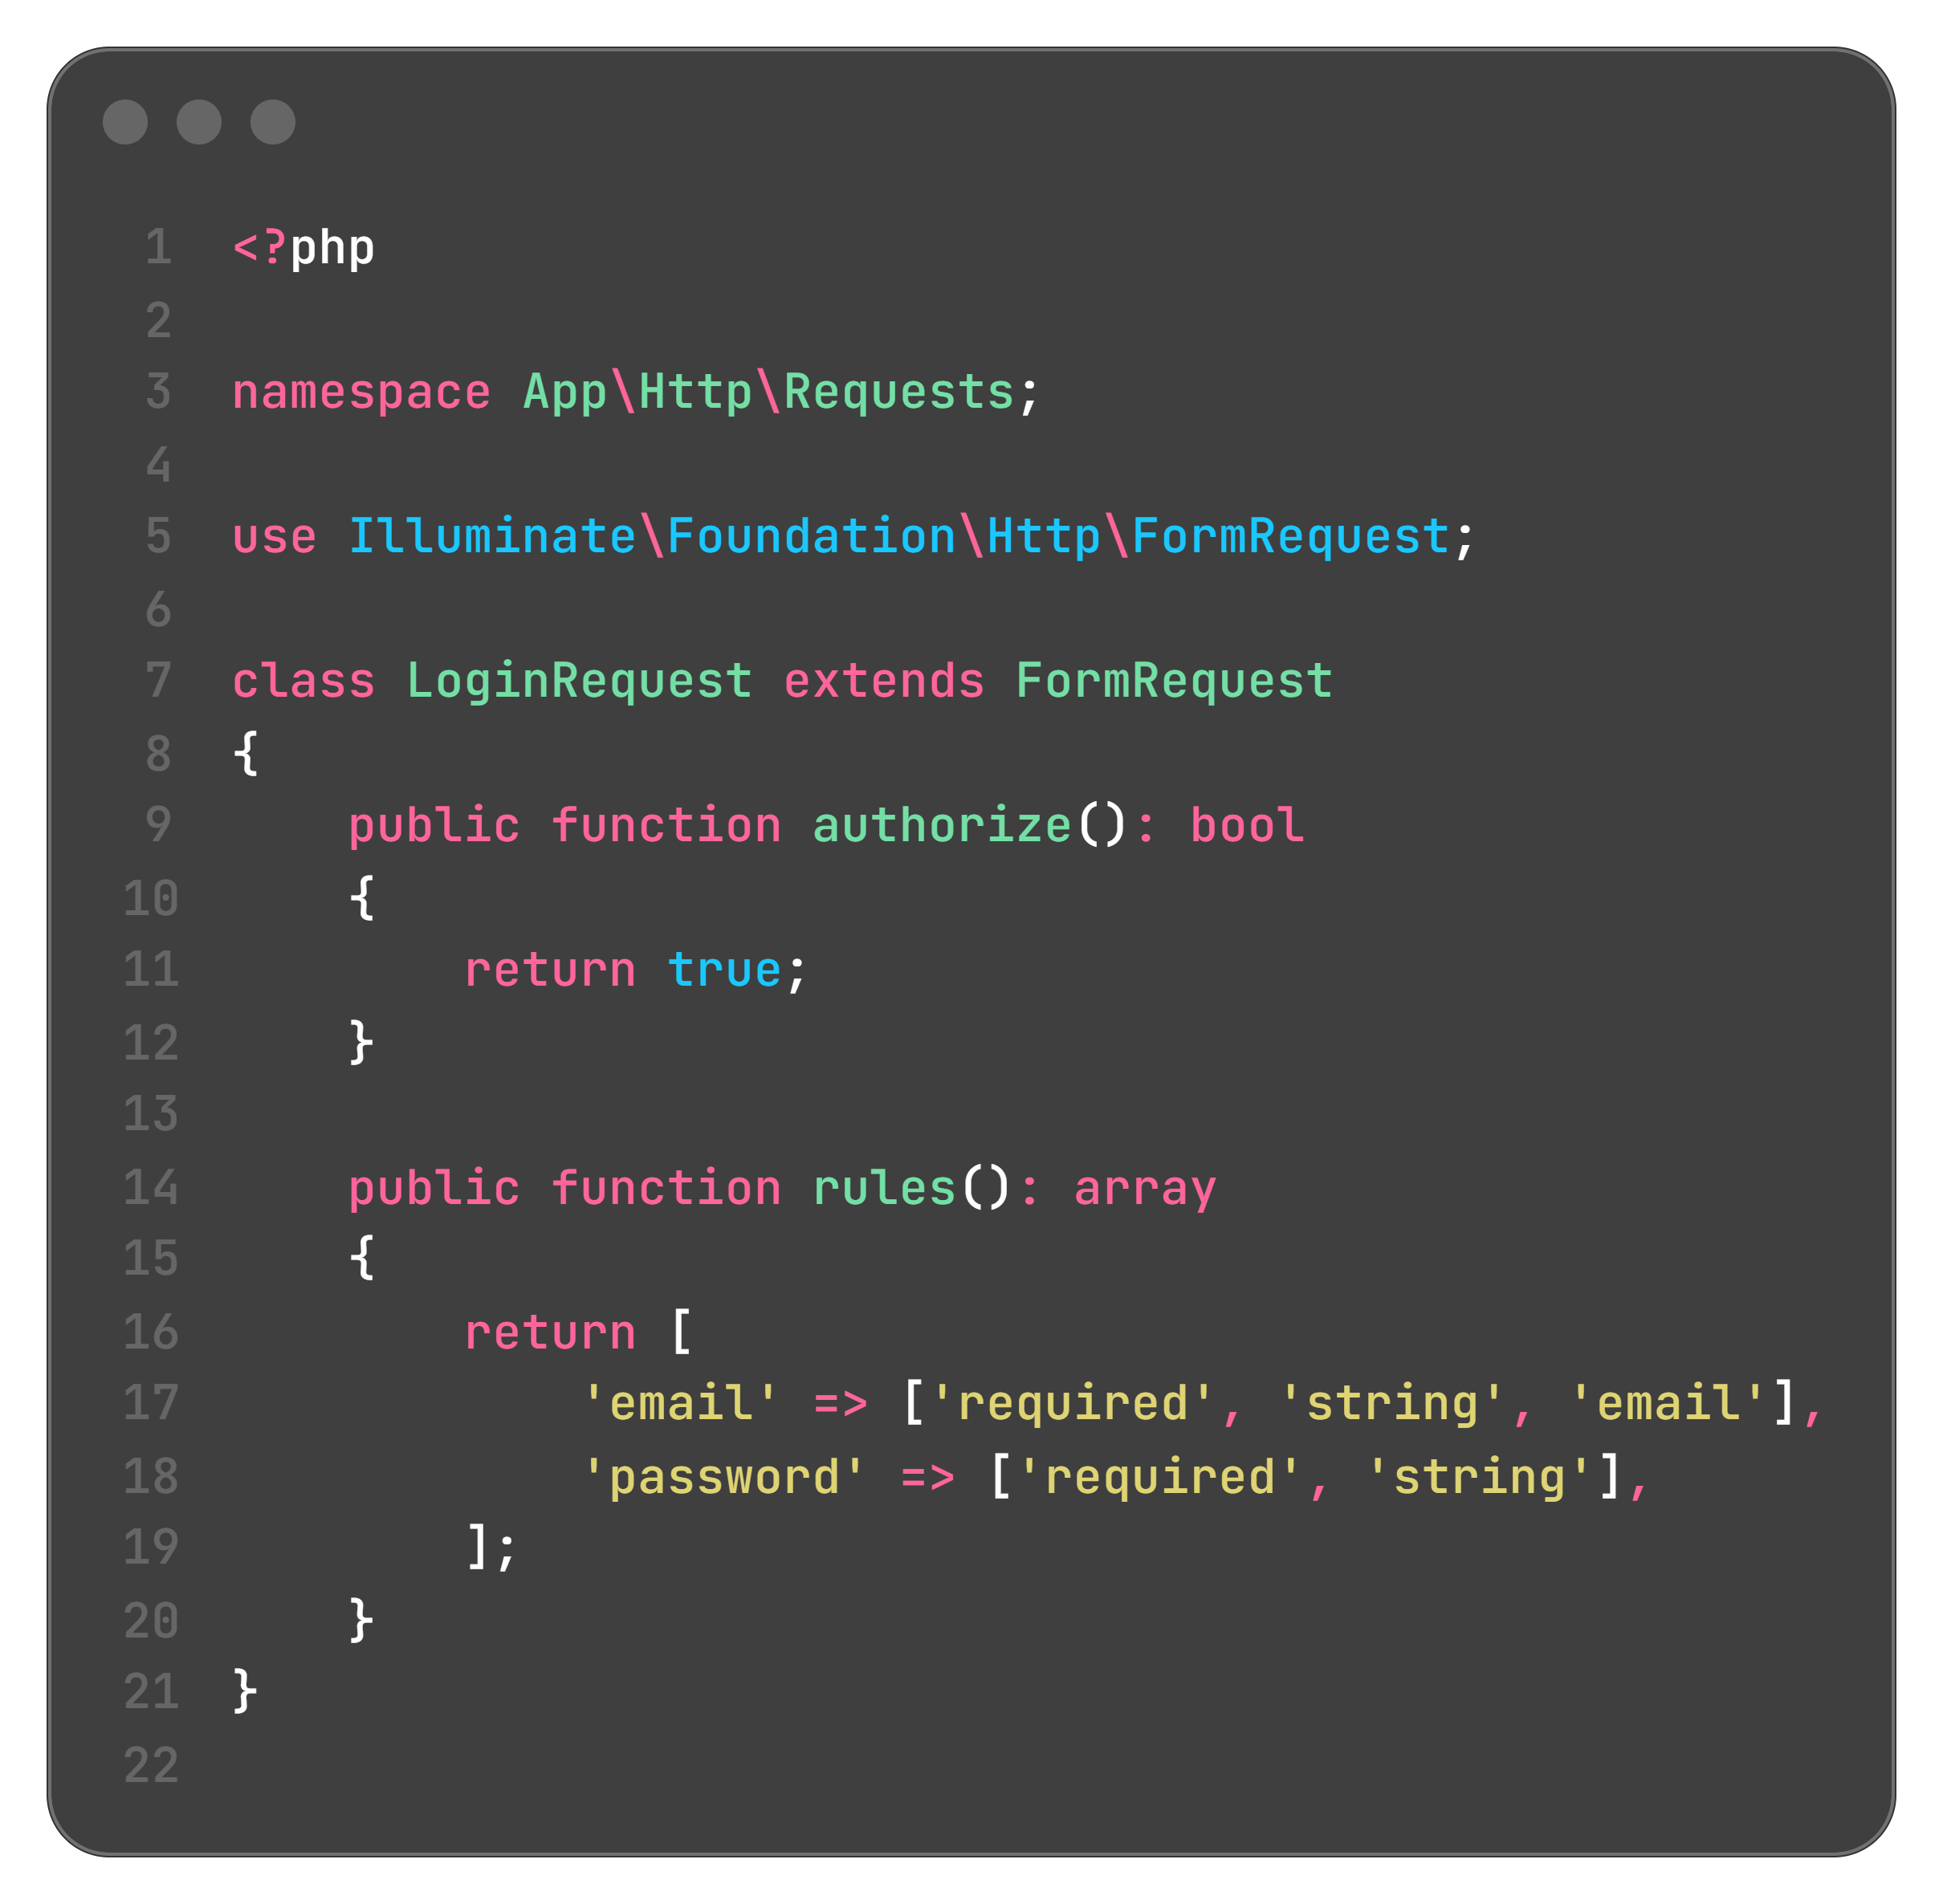 1 <?php
2
3 namespace App\Http\Requests;
4
5 use Illuminate\Foundation\Http\FormRequest;
6
7 class LoginRequest extends FormRequest
8 {
9     public function authorize(): bool
10     {
11         return true;
12     }
13
14     public function rules(): array
15     {
16         return [
17             'email' => ['required', 'string', 'email'],
18             'password' => ['required', 'string'],
19         ];
20     }
21 }
22